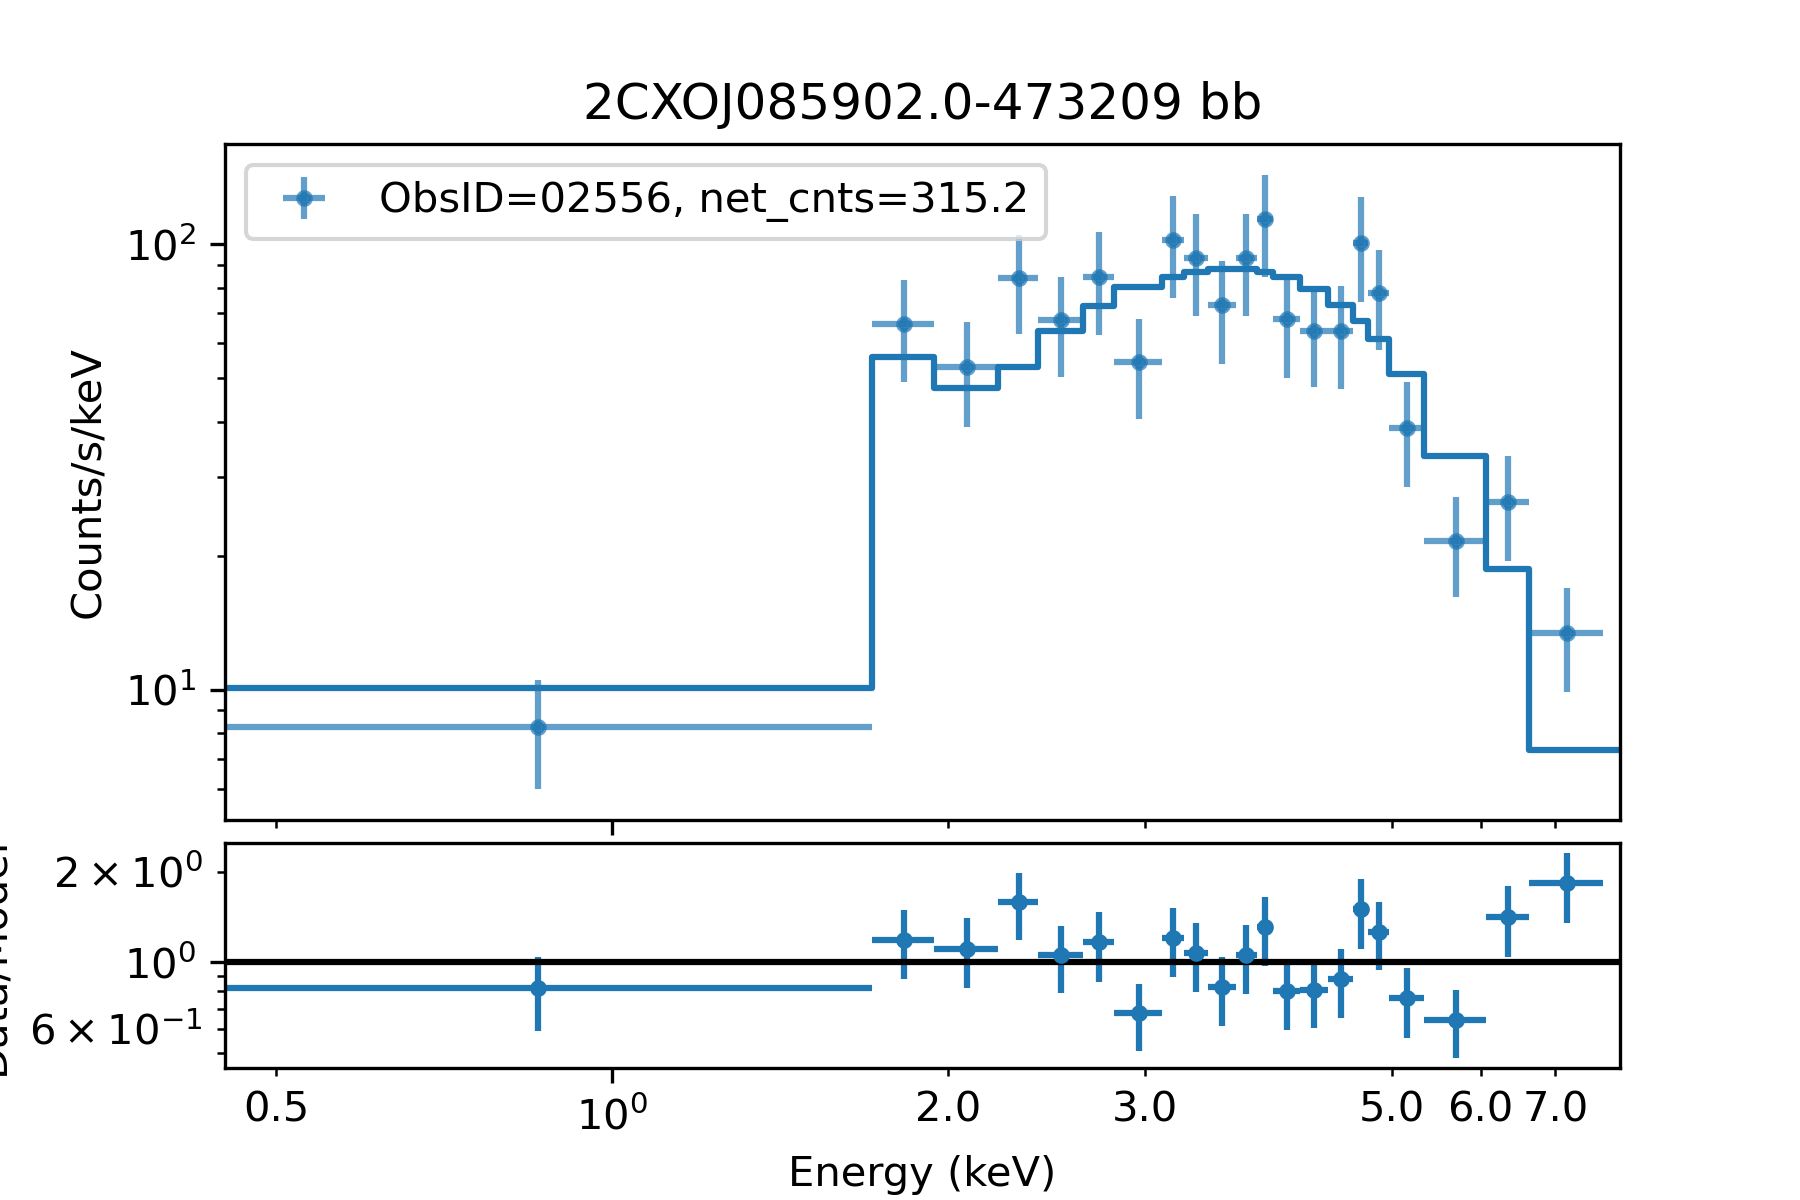 2CXOJ085902.0-473209 bb
ObsID=02556, net_cnts=315.2
10²
10¹
Counts/s/keV
2 × 10⁰
10⁰
6 × 10⁻¹
0.5 10⁰ 2.0 3.0 5.0 6.0 7.0
Energy (keV)